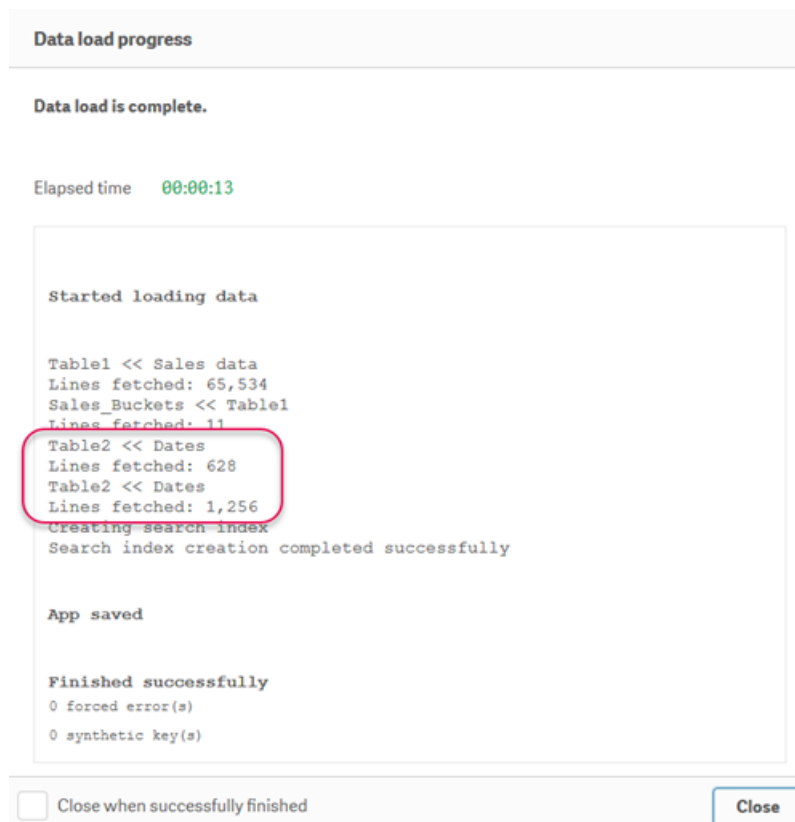 Data load progress
Data load is complete.
Elapsed time 00:00:13
Started loading data
Table1 << Sales data
Lines fetched: 65,534
Sales_Buckets << Table1
Lines fetched: 11
Table2 << Dates
Lines fetched: 628
Table2 << Dates
Lines fetched: 1,256
Creating search index
Search index creation completed successfully
App saved
Finished successfully
0 forced error(s)
0 synthetic key(s)
Close when successfully finished
Close